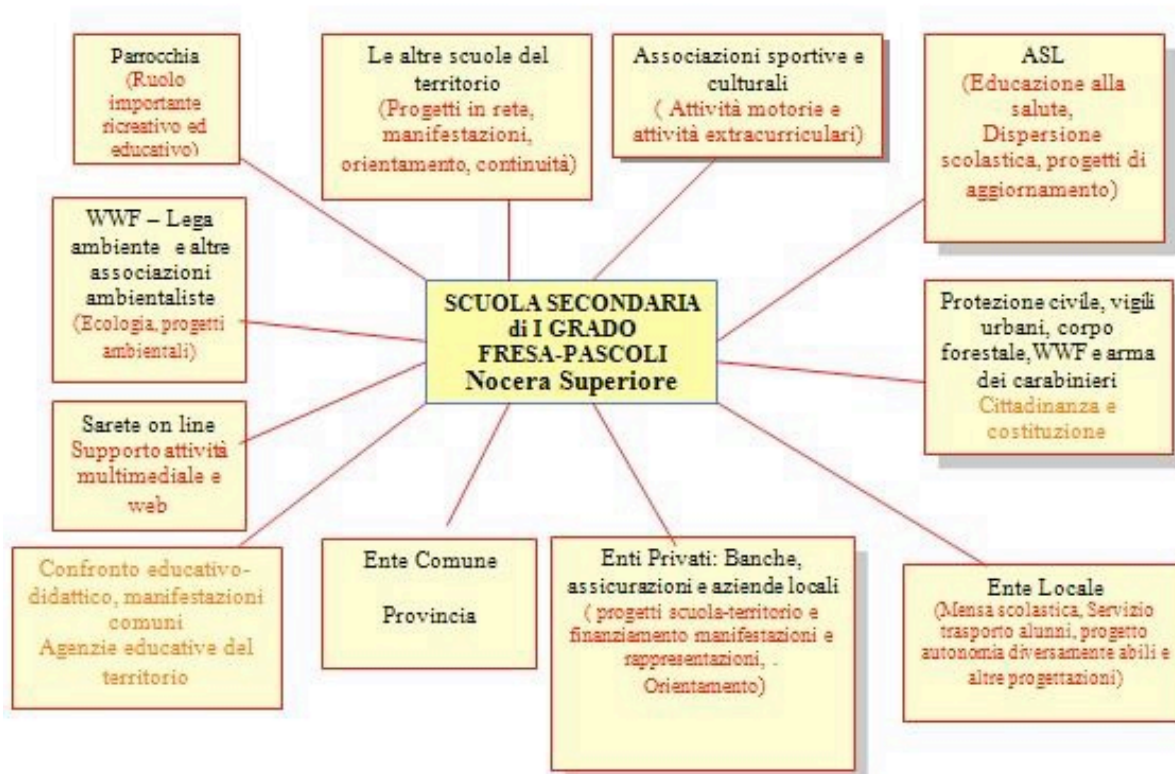 Parrocchia
(Ruolo
importante
ricreativo ed
educativo)
Le altre scuole del
territorio
(Progetti in rete,
manifestazioni,
orientamento, continuità)
Associazioni sportive e
culturali
( Attività motorie e
attività extracurriculari)
ASL
(Educazione alla
salute,
Dispersione
scolastica, progetti di
aggiornamento)
WWF – Lega
ambiente e altre
associazioni
ambientaliste
(Ecologia, progetti
ambientali)
SCUOLA SECONDARIA
di I GRADO
FRESA-PASCOLI
Nocera Superiore
Protezione civile, vigili
urbani, corpo
forestale,WWF e arma
dei carabinieri
Cittadinanza e
costituzione
Sarete on line
Supporto attività
multimediale e
web
Confronto educativo-
didattico, manifestazioni
comuni
Agenzie educative del
territorio
Ente Comune
Provincia
Enti Privati: Banche,
assicurazioni e aziende locali
( progetti scuola-territorio e
finanziamento manifestazioni e
rappresentazioni, .
Orientamento)
Ente Locale
(Mensa scolastica, Servizio
trasporto alunni, progetto
autonomia diversamente abili e
altre progettazioni)